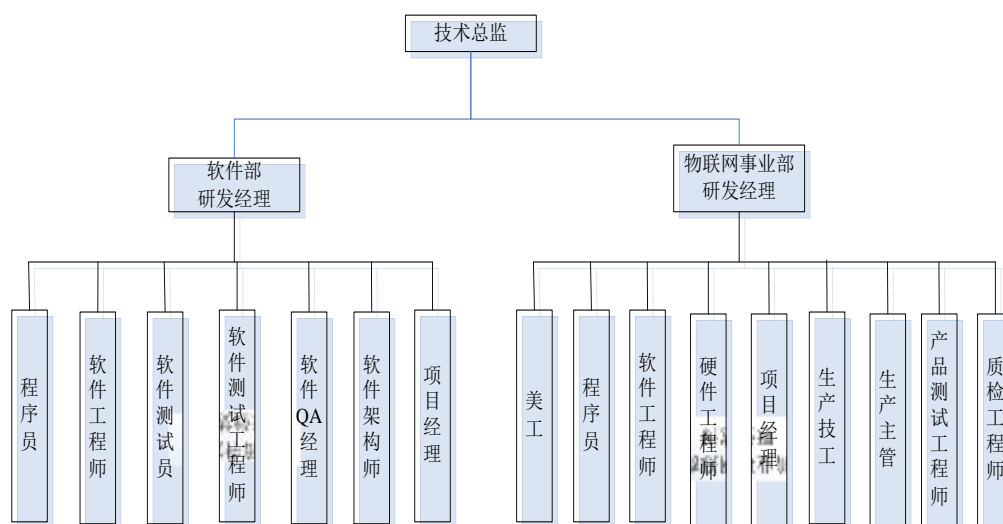 技术总监
软件部
研发经理
物联网事业部
研发经理
程序员
软件工程师
软件测试员
软件测试工程师
软件QA经理
软件架构师
项目经理
美工
程序员
软件工程师
硬件工程师
项目经理
生产技工
生产主管
产品测试工程师
质检工程师